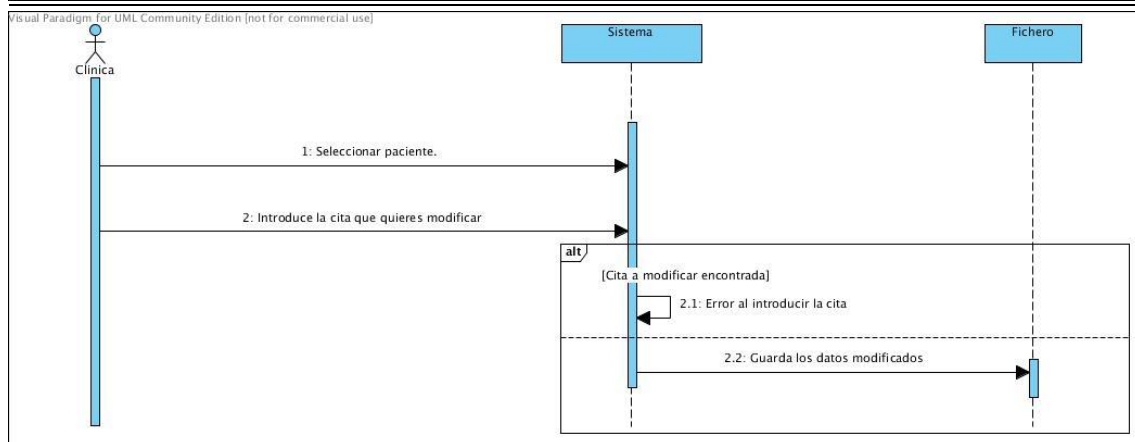 Visual Paradigm for UML Community Edition [not for commercial use]
Sistema
Fichero
Clinica
1: Seleccionar paciente.
2: Introduce la cita que quieres modificar
alt
[Cita a modificar encontrada]
2.1: Error al introducir la cita
2.2: Guarda los datos modificados